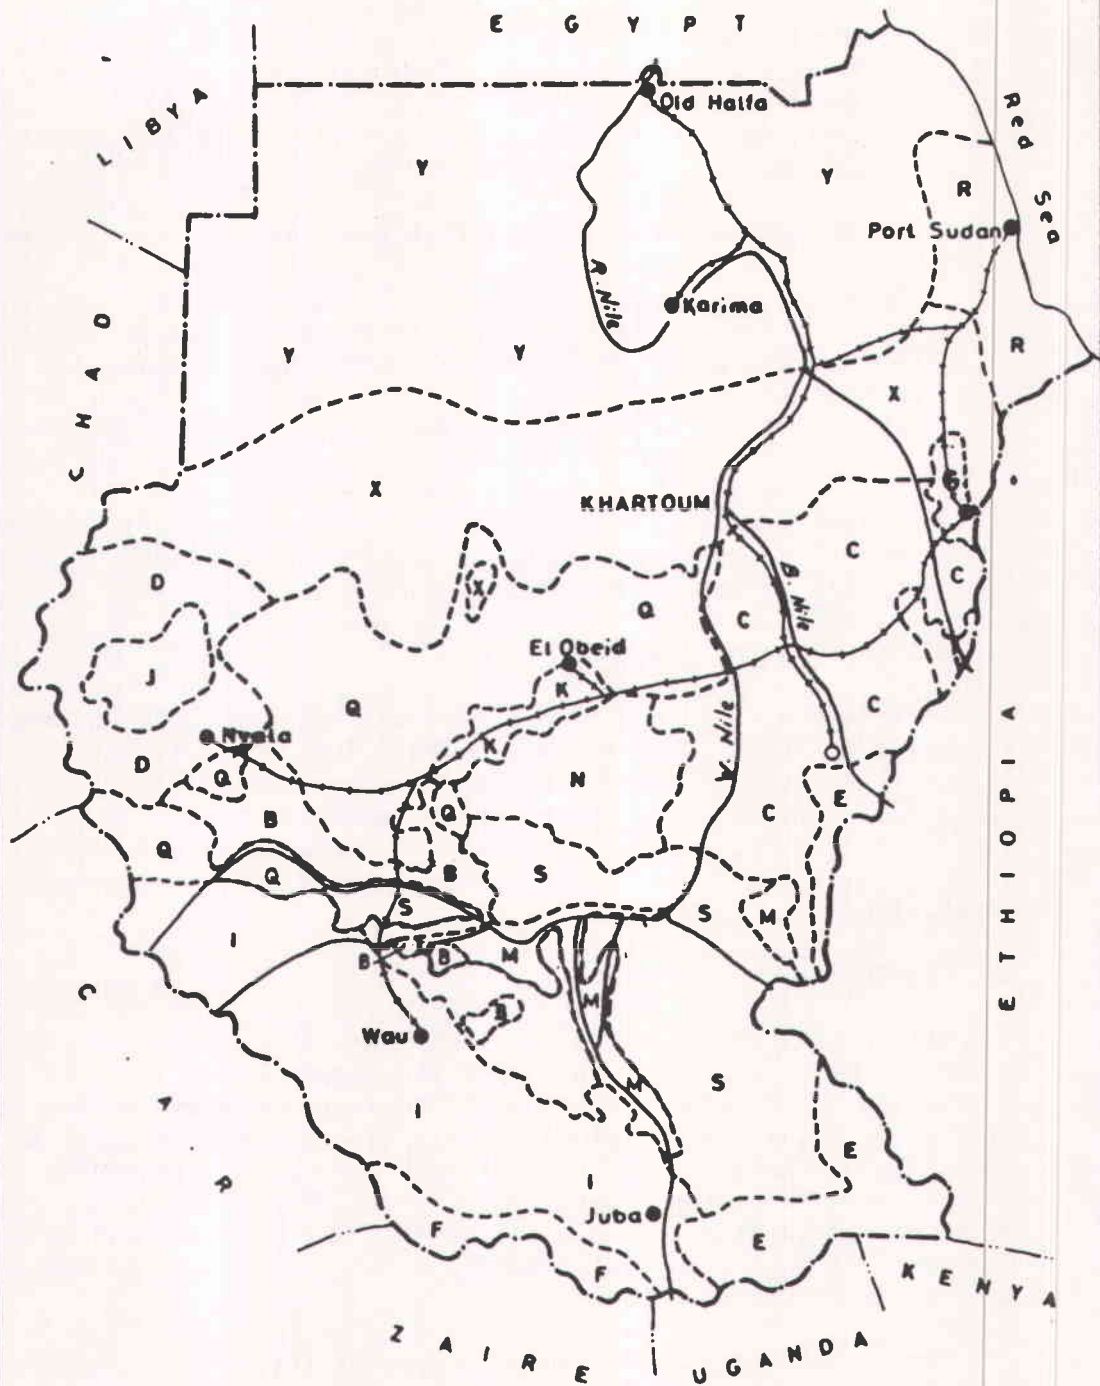 EGYPT
LIBYA
Old Halfa
Red Sea
Y
Y
R
Port Sudan
R. Nile
Karima
CHAD
Y
Y
R
X
X
KHARTOUM
G
C
D
X
Q
C
B. Nile
C
El Obeid
J
K
Q
C
W. Nile
Nyala
K
D
Q
N
E
Q
C
B
Q
B
S
Q
S
S
M
I
B
B
M
ETHIOPIA
M
Wau
C A R
M
S
I
E
I
Juba
F
E
F
KENYA
ZAIRE
UGANDA